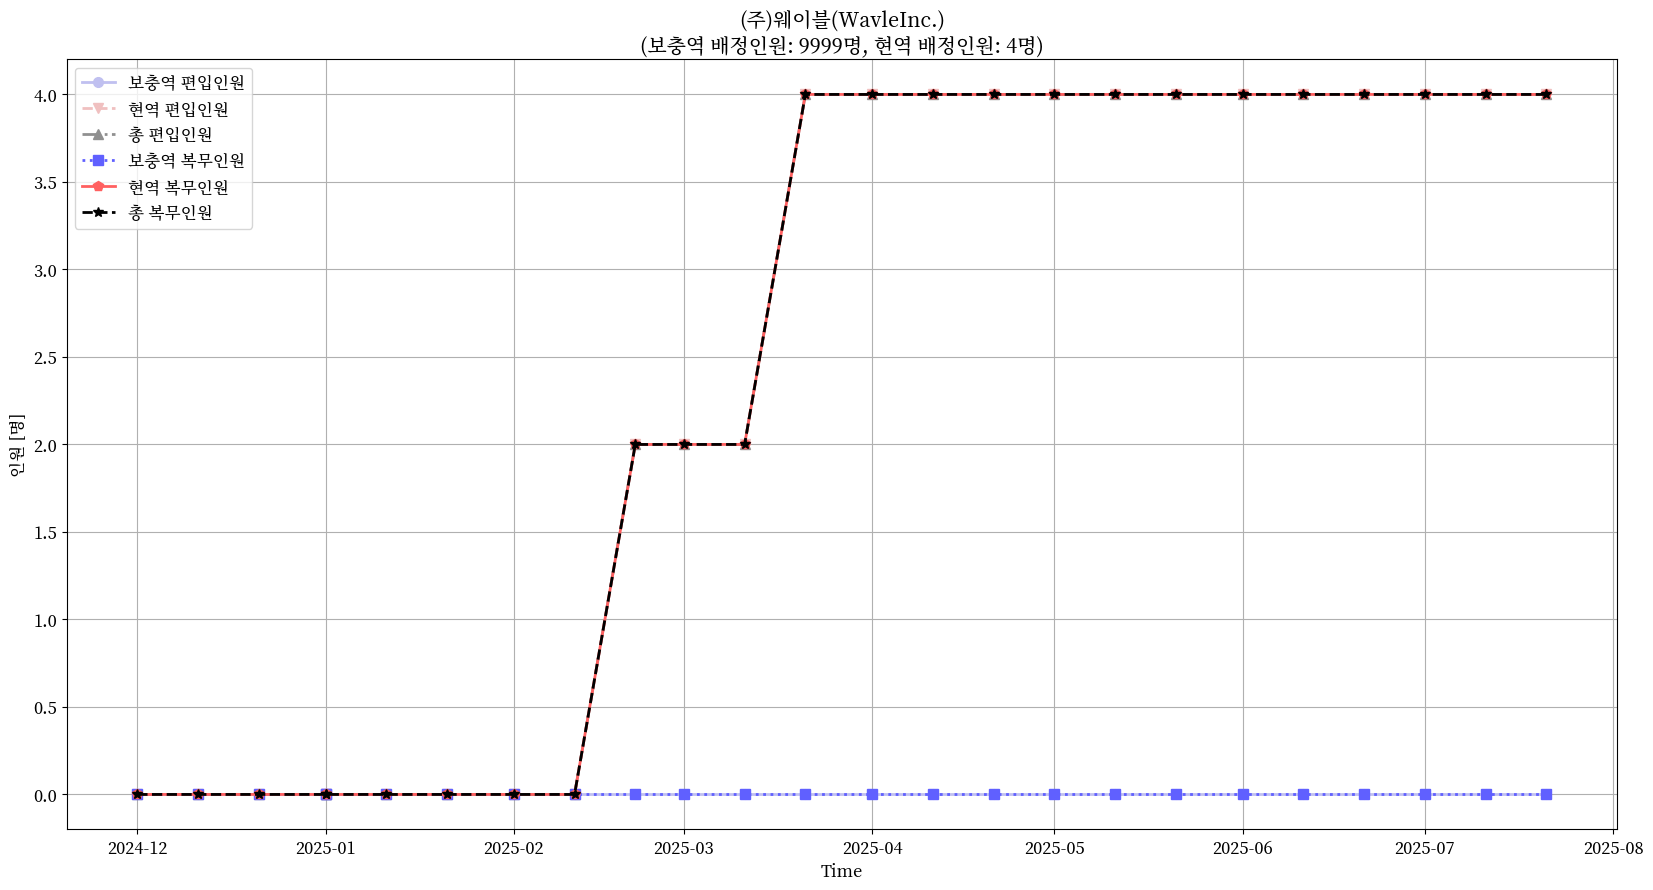 (주)웨이블(WavleInc.)
(보충역 배정인원: 9999명, 현역 배정인원: 4명)
보충역 편입인원
현역 편입인원
총 편입인원
보충역 복무인원
현역 복무인원
총 복무인원
4.0
3.5
3.0
2.5
2.0
1.5
1.0
0.5
0.0
인원 [명]
2024-12
2025-01
2025-02
2025-03
2025-04
2025-05
2025-06
2025-07
2025-08
Time